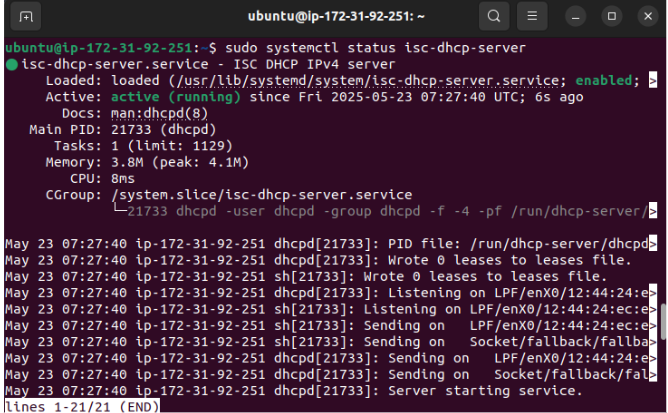 ubuntu@ip-172-31-92-251: ~
ubuntu@ip-172-31-92-251:~$ sudo systemctl status isc-dhcp-server
● isc-dhcp-server.service - ISC DHCP IPv4 server
Loaded: loaded (/usr/lib/systemd/system/isc-dhcp-server.service; enabled; >
Active: active (running) since Fri 2025-05-23 07:27:40 UTC; 6s ago
Docs: man:dhcpd(8)
Main PID: 21733 (dhcpd)
Tasks: 1 (limit: 1129)
Memory: 3.8M (peak: 4.1M)
CPU: 8ms
CGroup: /system.slice/isc-dhcp-server.service
└─21733 dhcpd -user dhcpd -group dhcpd -f -4 -pf /run/dhcp-server/>
May 23 07:27:40 ip-172-31-92-251 dhcpd[21733]: PID file: /run/dhcp-server/dhcpd>
May 23 07:27:40 ip-172-31-92-251 dhcpd[21733]: Wrote 0 leases to leases file.
May 23 07:27:40 ip-172-31-92-251 sh[21733]: Wrote 0 leases to leases file.
May 23 07:27:40 ip-172-31-92-251 dhcpd[21733]: Listening on LPF/enX0/12:44:24:e>
May 23 07:27:40 ip-172-31-92-251 sh[21733]: Listening on LPF/enX0/12:44:24:ec:e>
May 23 07:27:40 ip-172-31-92-251 sh[21733]: Sending on   LPF/enX0/12:44:24:ec:e>
May 23 07:27:40 ip-172-31-92-251 sh[21733]: Sending on   Socket/fallback/fallba>
May 23 07:27:40 ip-172-31-92-251 dhcpd[21733]: Sending on   LPF/enX0/12:44:24:e>
May 23 07:27:40 ip-172-31-92-251 dhcpd[21733]: Sending on   Socket/fallback/fal>
May 23 07:27:40 ip-172-31-92-251 dhcpd[21733]: Server starting service.
lines 1-21/21 (END)